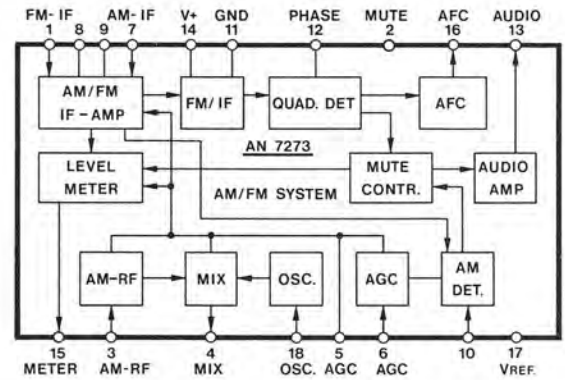 FM-IF AM-IF V+ GND PHASE MUTE AFC AUDIO
1 8 9 7 14 11 12 2 16 13
AM/FM
IF-AMP
FM/IF
QUAD. DET
AFC
AN 7273
LEVEL
METER
AM/FM SYSTEM
MUTE
CONTR.
AUDIO
AMP
AM-RF
MIX
OSC.
AGC
AM
DET.
15 3 4 18 5 6 10 17
METER AM-RF MIX OSC. AGC AGC VREF.